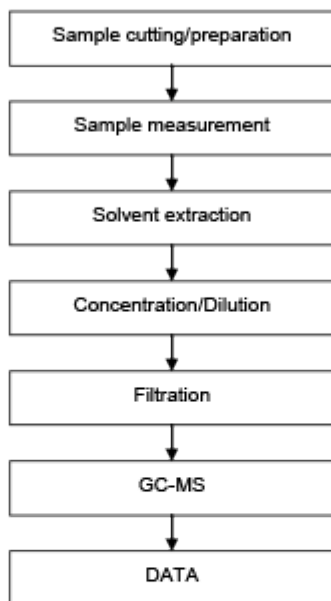 Sample cutting/preparation
Sample measurement
Solvent extraction
Concentration/Dilution
Filtration
GC-MS
DATA